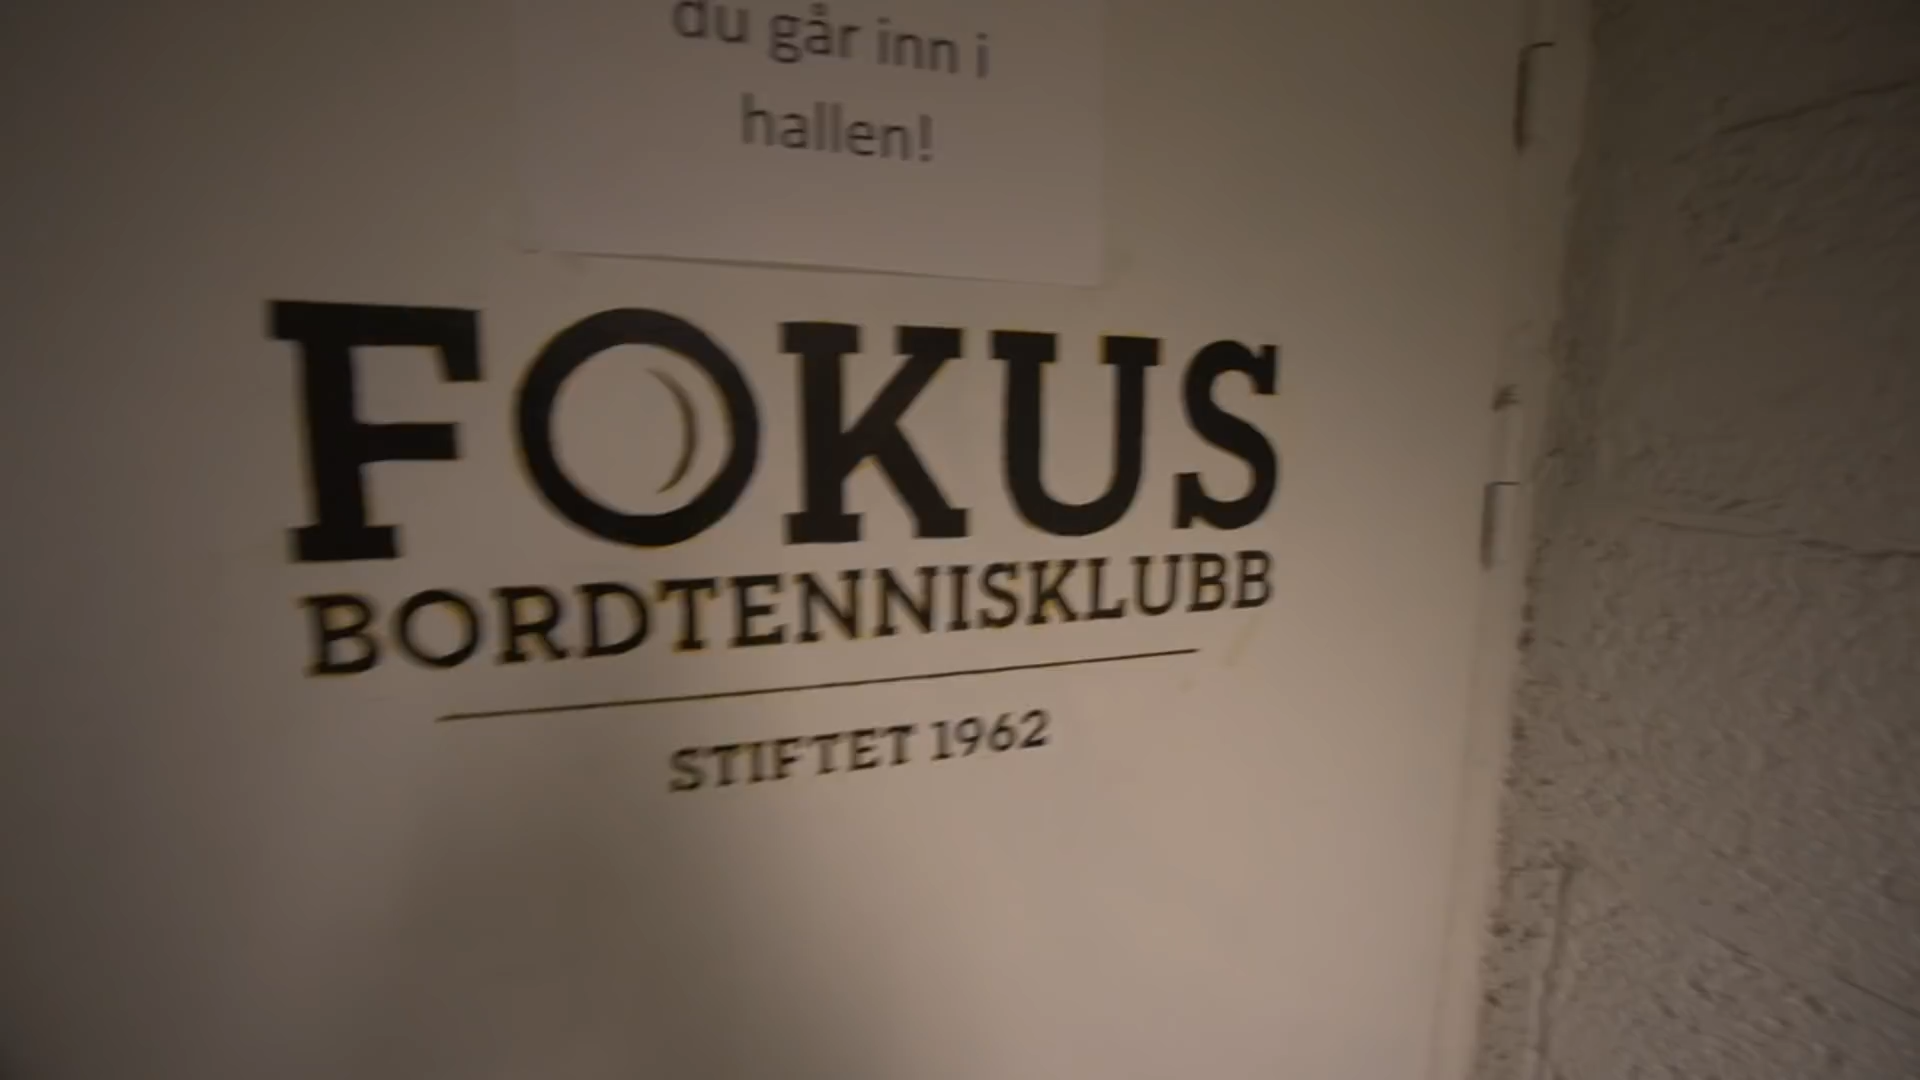 du går inn i
hallen!
FOKUS
BORDTENNISKLUBB
STIFTET 1962